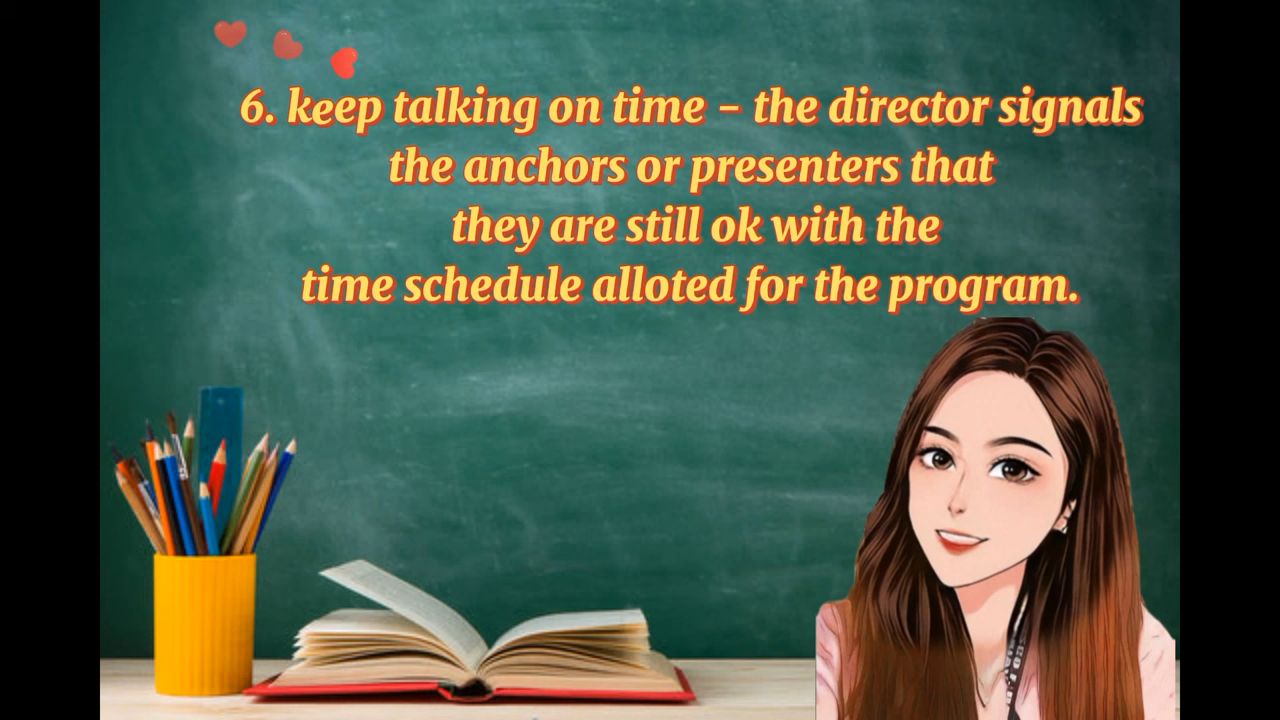 6. keep talking on time – the director signals
the anchors or presenters that
they are still ok with the
time schedule alloted for the program.